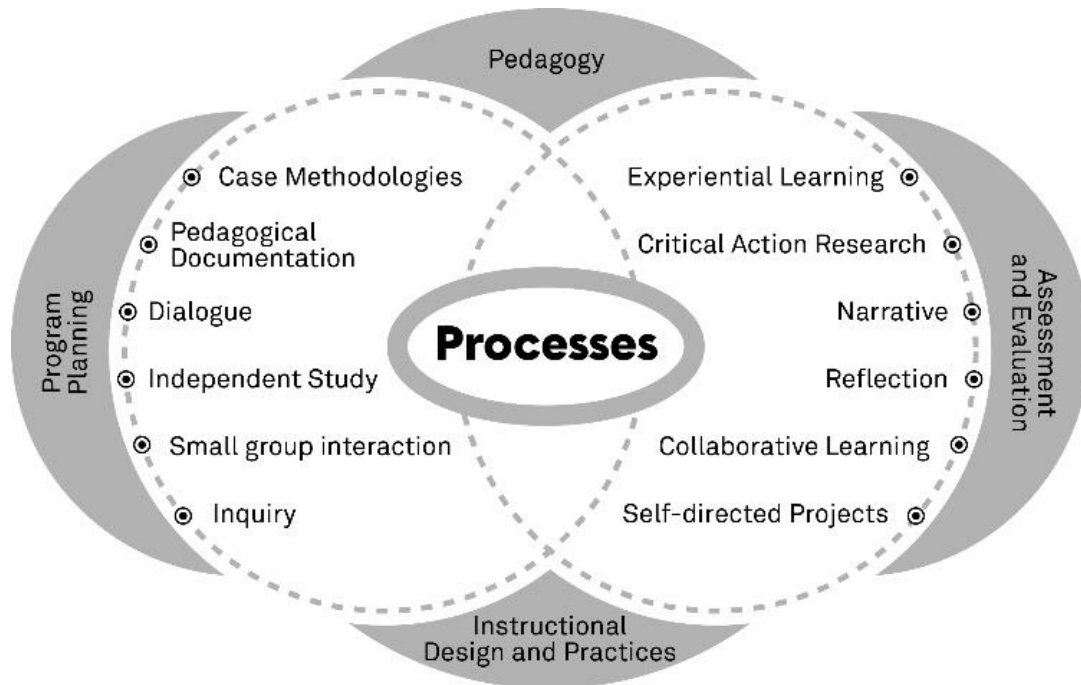 Pedagogy
Program
Planning
Case Methodologies
Pedagogical
Documentation
Dialogue
Independent Study
Small group interaction
Inquiry
Processes
Experiential Learning
Critical Action Research
Narrative
Reflection
Collaborative Learning
Self-directed Projects
Assessment
and Evaluation
Instructional
Design and Practices